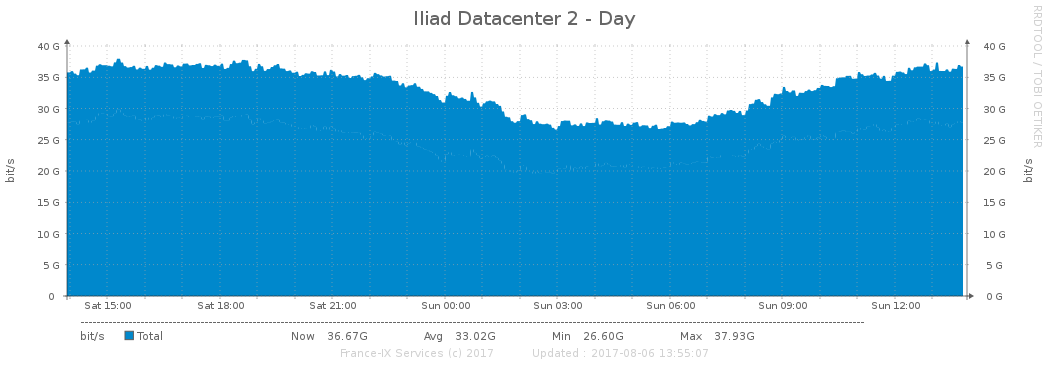 Iliad Datacenter 2 - Day
RRDTOOL / TOBI OETIKER
40 G 40 G
35 G 35 G
30 G 30 G
25 G 25 G
20 G 20 G
15 G 15 G
10 G 10 G
5 G 5 G
0 0 G
bit/s bit/s
Sat 15:00 Sat 18:00 Sat 21:00 Sun 00:00 Sun 03:00 Sun 06:00 Sun 09:00 Sun 12:00
bit/s Total Now 36.67G Avg 33.02G Min 26.60G Max 37.93G
France-IX Services (c) 2017 Updated : 2017-08-06 13:55:07